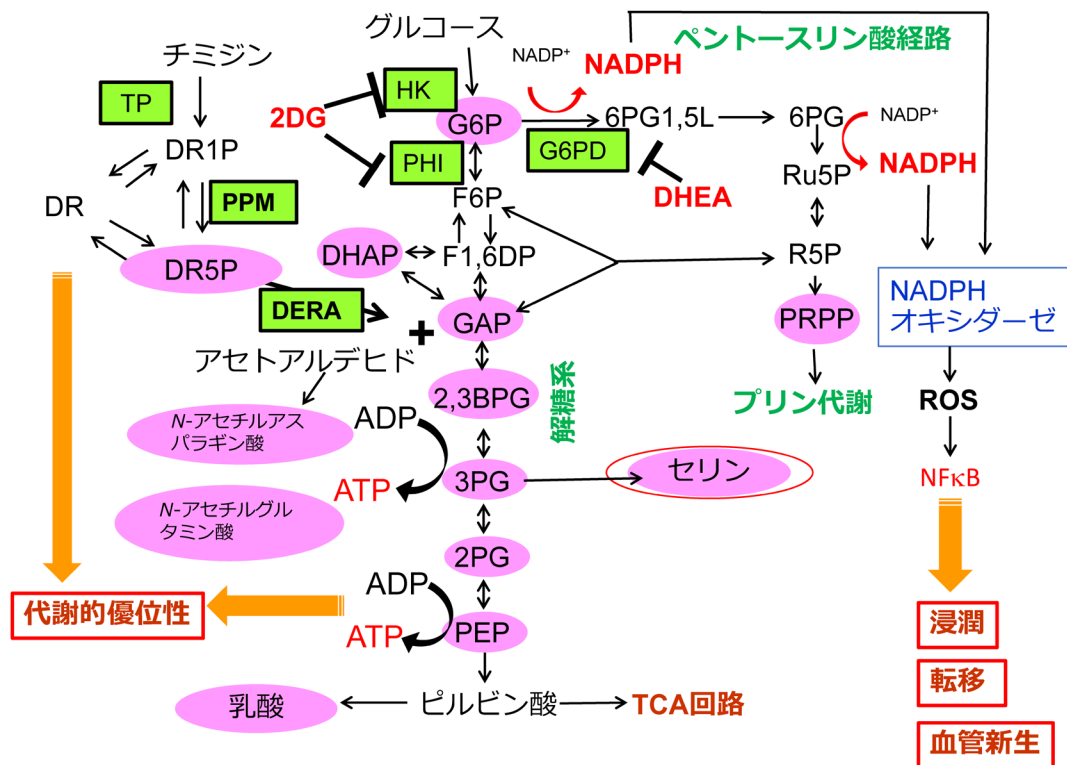 グルコース
ペントースリン酸経路
チミジン
NADP⁺
NADPH
TP
HK
2DG
G6P
6PG1,5L
6PG
NADP⁺
DR1P
PHI
G6PD
NADPH
Ru5P
DHEA
F6P
DR
PPM
DHAP
F1,6DP
R5P
DR5P
NADPH
オキシダーゼ
DERA
+
GAP
PRPP
アセトアルデヒド
2,3BPG
解糖系
プリン代謝
ROS
N-アセチルアス
パラギン酸
ADP
ATP
3PG
セリン
NFκB
N-アセチルグル
タミン酸
2PG
ADP
代謝的優位性
ATP
PEP
浸潤
転移
乳酸
ピルビン酸
TCA回路
血管新生